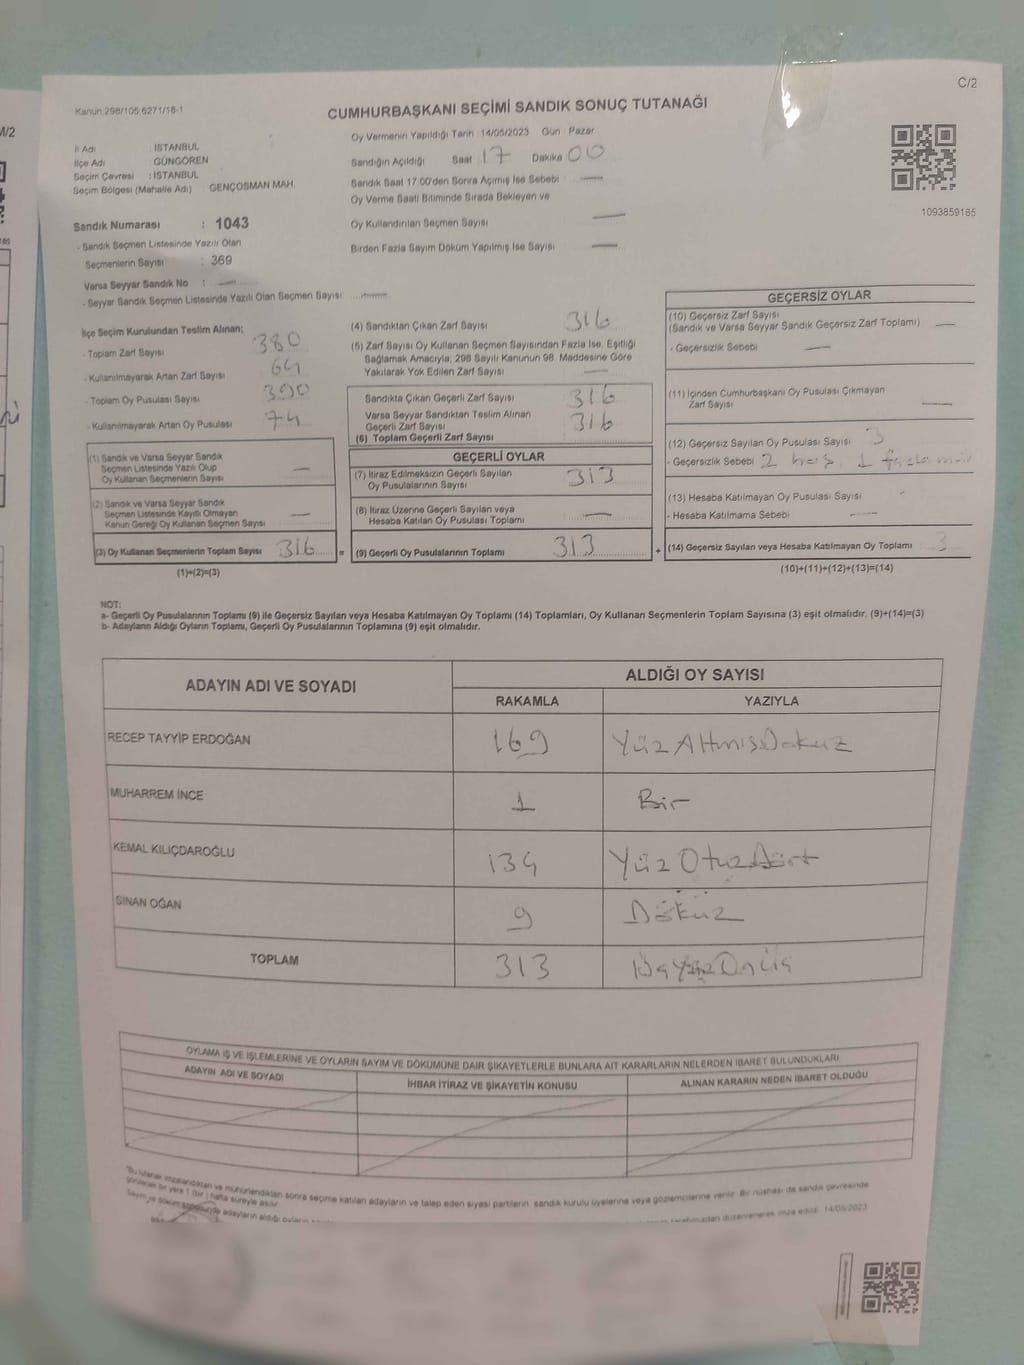 C/2
Kanun:298/105;6271/16-1
CUMHURBAŞKANI SEÇİMİ SANDIK SONUÇ TUTANAĞI
İl Adı : İSTANBUL
İlçe Adı : GÜNGÖREN
Seçim Çevresi : İSTANBUL
Seçim Bölgesi (Mahalle Adı) GENÇOSMAN MAH.
Oy Vermenin Yapıldığı Tarih : 14/05/2023 Gün : Pazar
Sandığın Açıldığı Saat 17 Dakika 00
Sandık Saat 17:00'den Sonra Açılmış İse Sebebi : —
Oy Verme Saati Bitiminde Sırada Bekleyen ve
Oy Kullandırılan Seçmen Sayısı —
Birden Fazla Sayım Döküm Yapılmış İse Sayısı —
1093859185
Sandık Numarası : 1043
- Sandık Seçmen Listesinde Yazılı Olan
Seçmenlerin Sayısı : 369
Varsa Seyyar Sandık No : —
- Seyyar Sandık Seçmen Listesinde Yazılı Olan Seçmen Sayısı : —
İlçe Seçim Kurulundan Teslim Alınan;
- Toplam Zarf Sayısı 380
- Kullanılmayarak Artan Zarf Sayısı 64
- Toplam Oy Pusulası Sayısı 390
- Kullanılmayarak Artan Oy Pusulası 74
(1) Sandık ve Varsa Seyyar Sandık
Seçmen Listesinde Yazılı Olup
Oy Kullanan Seçmenlerin Sayısı —
(2) Sandık ve Varsa Seyyar Sandık
Seçmen Listesinde Kayıtlı Olmayan
Kanun Gereği Oy Kullanan Seçmen Sayısı —
(3) Oy Kullanan Seçmenlerin Toplam Sayısı 316 =
(1)+(2)=(3)
(4) Sandıktan Çıkan Zarf Sayısı 316
(5) Zarf Sayısı Oy Kullanan Seçmen Sayısından Fazla İse, Eşitliği
Sağlamak Amacıyla; 298 Sayılı Kanunun 98. Maddesine Göre
Yakılarak Yok Edilen Zarf Sayısı —
Sandıkta Çıkan Geçerli Zarf Sayısı 316
Varsa Seyyar Sandıktan Teslim Alınan
Geçerli Zarf Sayısı 316
(6) Toplam Geçerli Zarf Sayısı
GEÇERLİ OYLAR
(7) İtiraz Edilmeksizin Geçerli Sayılan
Oy Pusulalarının Sayısı 313
(8) İtiraz Üzerine Geçerli Sayılan veya
Hesaba Katılan Oy Pusulası Toplamı —
(9) Geçerli Oy Pusulalarının Toplamı 313 +
GEÇERSİZ OYLAR
(10) Geçersiz Zarf Sayısı
(Sandık ve Varsa Seyyar Sandık Geçersiz Zarf Toplamı) —
- Geçersizlik Sebebi —
(11) İçinden Cumhurbaşkanı Oy Pusulası Çıkmayan
Zarf Sayısı —
(12) Geçersiz Sayılan Oy Pusulası Sayısı 3
- Geçersizlik Sebebi 2 boş, 1 fazla
(13) Hesaba Katılmayan Oy Pusulası Sayısı -
- Hesaba Katılmama Sebebi —
(14) Geçersiz Sayılan veya Hesaba Katılmayan Oy Toplamı 3
(10)+(11)+(12)+(13)=(14)
NOT:
a- Geçerli Oy Pusulalarının Toplamı (9) ile Geçersiz Sayılan veya Hesaba Katılmayan Oy Toplamı (14) Toplamları, Oy Kullanan Seçmenlerin Toplam Sayısına (3) eşit olmalıdır. (9)+(14)=(3)
b- Adayların Aldığı Oyların Toplamı, Geçerli Oy Pusulalarının Toplamına (9) eşit olmalıdır.
ADAYIN ADI VE SOYADI
ALDIĞI OY SAYISI
RAKAMLA YAZIYLA
RECEP TAYYİP ERDOĞAN 169 YüzAltmışDokuz
MUHARREM İNCE 1 Bir
KEMAL KILIÇDAROĞLU 134 YüzOtuzdört
SİNAN OĞAN 9 Döküz
TOPLAM 313 ÜçyüzOnüç
OYLAMA İŞ VE İŞLEMLERİNE VE OYLARIN SAYIM VE DÖKÜMÜNE DAİR ŞİKAYETLERLE BUNLARA AİT KARARLARIN NELERDEN İBARET BULUNDUKLARI
ADAYIN ADI VE SOYADI İHBAR İTİRAZ VE ŞİKAYETİN KONUSU ALINAN KARARIN NEDEN İBARET OLDUĞU
"Bu tutanak imzalandıktan ve mühürlendikten sonra seçime katılan adayların ve talep eden siyasi partilerin sandık kurulu üyelerine veya gözlemcilerine verilir. Bir nüshası da sandık çevresinde
görülecek bir yere 1 (bir) hafta süreyle asılır.
Sayım ve döküm sonucunda adayların aldığı oyların tarafımızdan düzenlenerek imza edildi. 14/05/2023